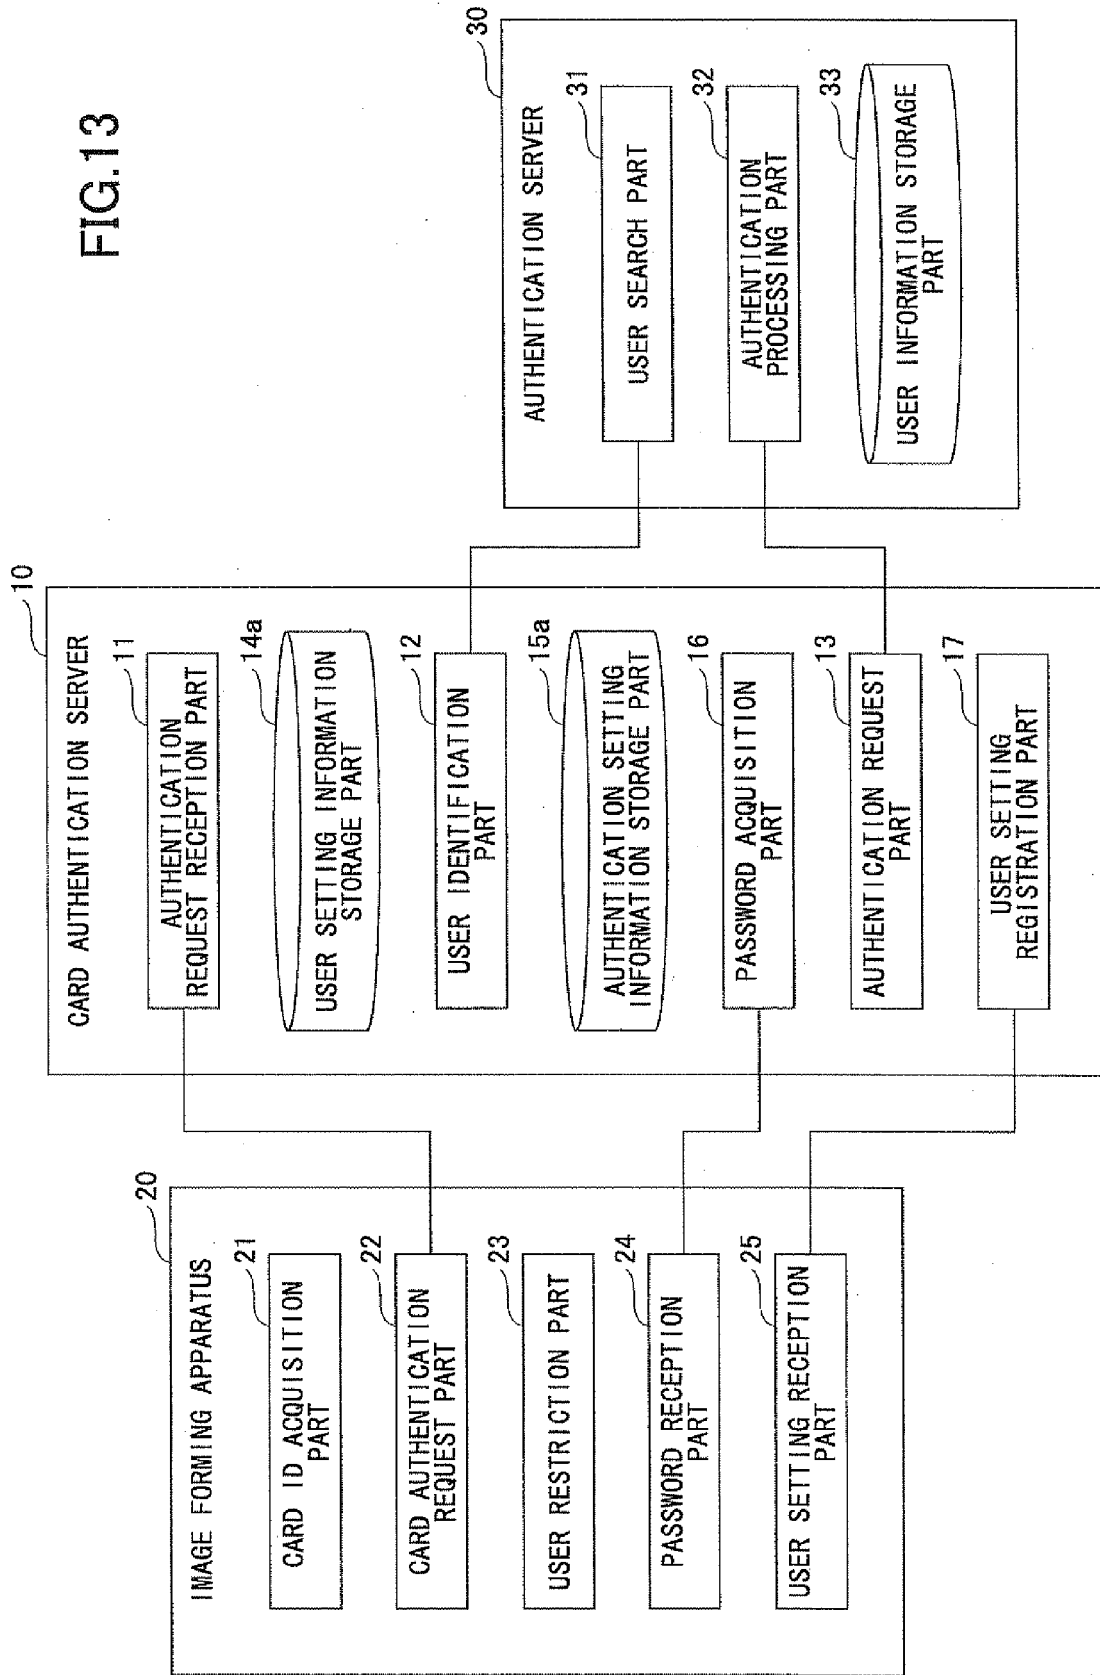 FIG.13
20
IMAGE FORMING APPARATUS
21
CARD ID ACQUISITION
PART
22
CARD AUTHENTICATION
REQUEST PART
23
USER RESTRICTION PART
24
PASSWORD RECEPTION
PART
25
USER SETTING RECEPTION
PART
10
CARD AUTHENTICATION SERVER
11
AUTHENTICATION
REQUEST RECEPTION PART
14a
USER SETTING INFORMATION
STORAGE PART
12
USER IDENTIFICATION
PART
15a
AUTHENTICATION SETTING
INFORMATION STORAGE PART
16
PASSWORD ACQUISITION
PART
13
AUTHENTICATION REQUEST
PART
17
USER SETTING
REGISTRATION PART
30
AUTHENTICATION SERVER
31
USER SEARCH PART
32
AUTHENTICATION
PROCESSING PART
33
USER INFORMATION STORAGE
PART